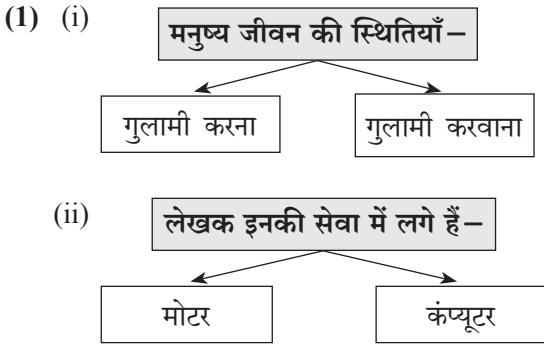 (1) (i) मनुष्य जीवन की स्थितियाँ–
गुलामी करना गुलामी करवाना
(ii) लेखक इनकी सेवा में लगे हैं–
मोटर कंप्यूटर